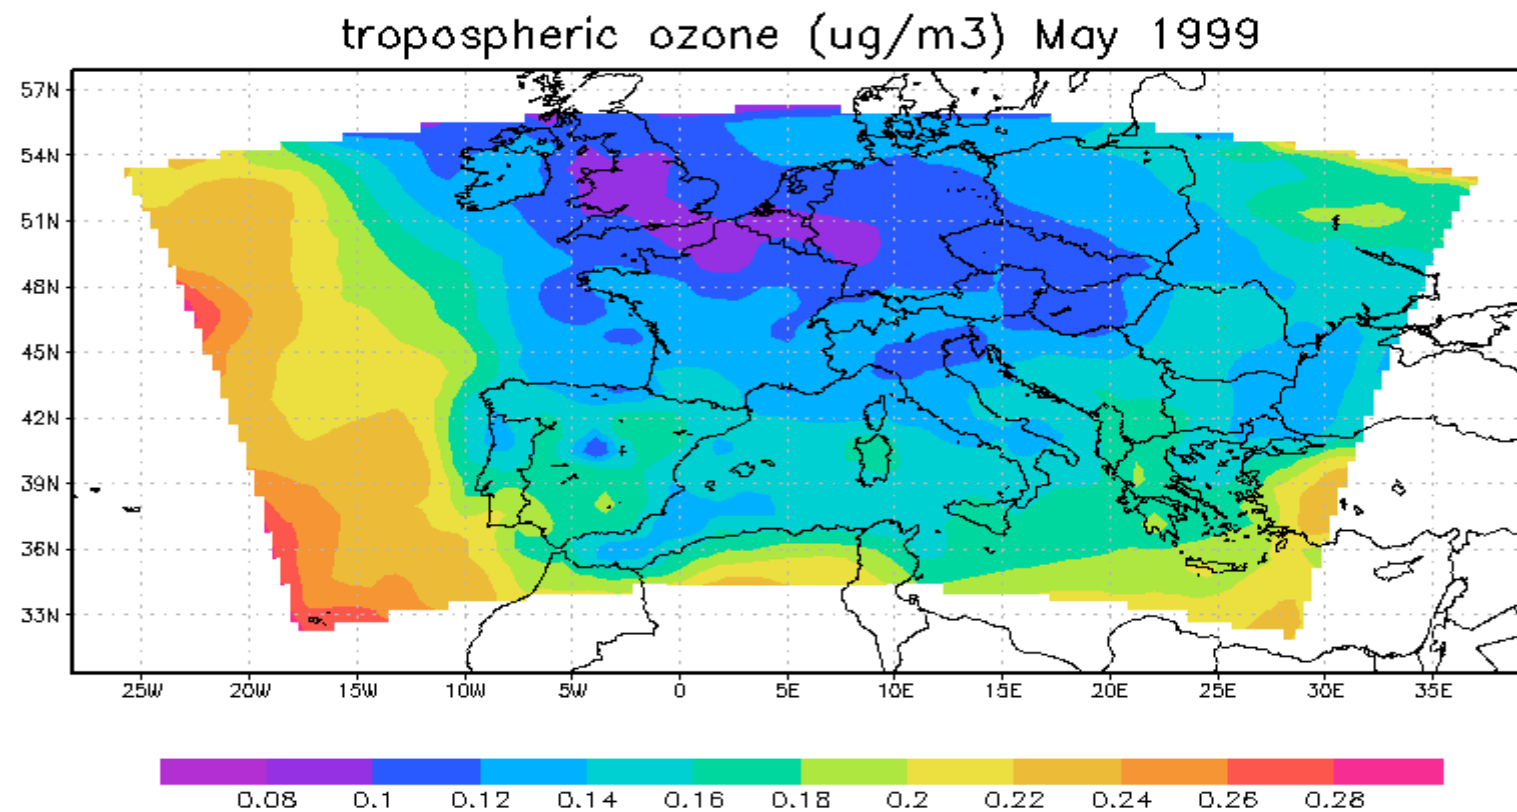 tropospheric ozone (ug/m3) May 1999
57N
54N
51N
48N
45N
42N
39N
36N
33N
25W 20W 15W 10W 5W 0 5E 10E 15E 20E 25E 30E 35E
0.08 0.1 0.12 0.14 0.16 0.18 0.2 0.22 0.24 0.26 0.28